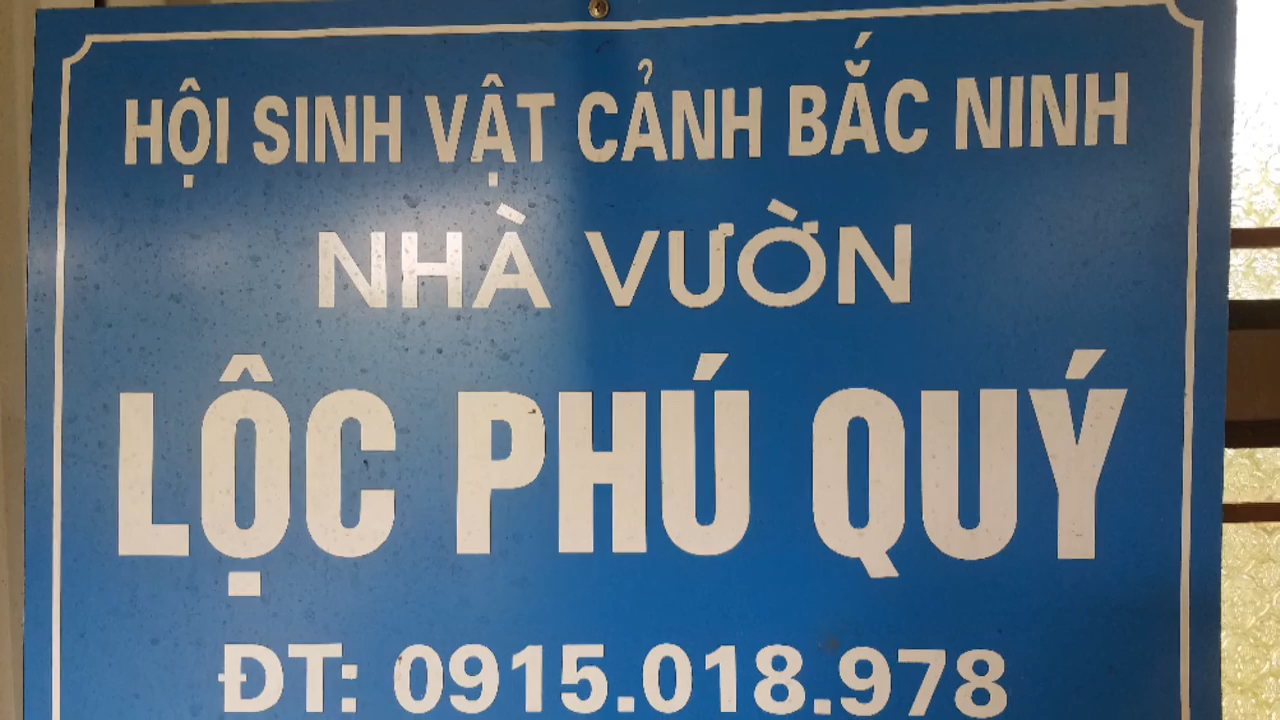 HỘI SINH VẬT CẢNH BẮC NINH
NHÀ VƯỜN
LỘC PHÚ QUÝ
ĐT: 0915.018.978